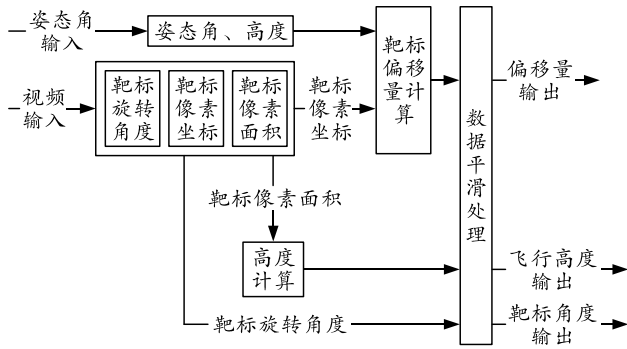 姿态角
输入
姿态角、高度
靶标
偏移
量计
算
视频
输入
靶标
旋转
角度
靶标
像素
坐标
靶标
像素
面积
靶标
像素
坐标
数
据
平
滑
处
理
偏移量
输出
靶标像素面积
高度
计算
飞行高度
输出
靶标旋转角度
靶标角度
输出